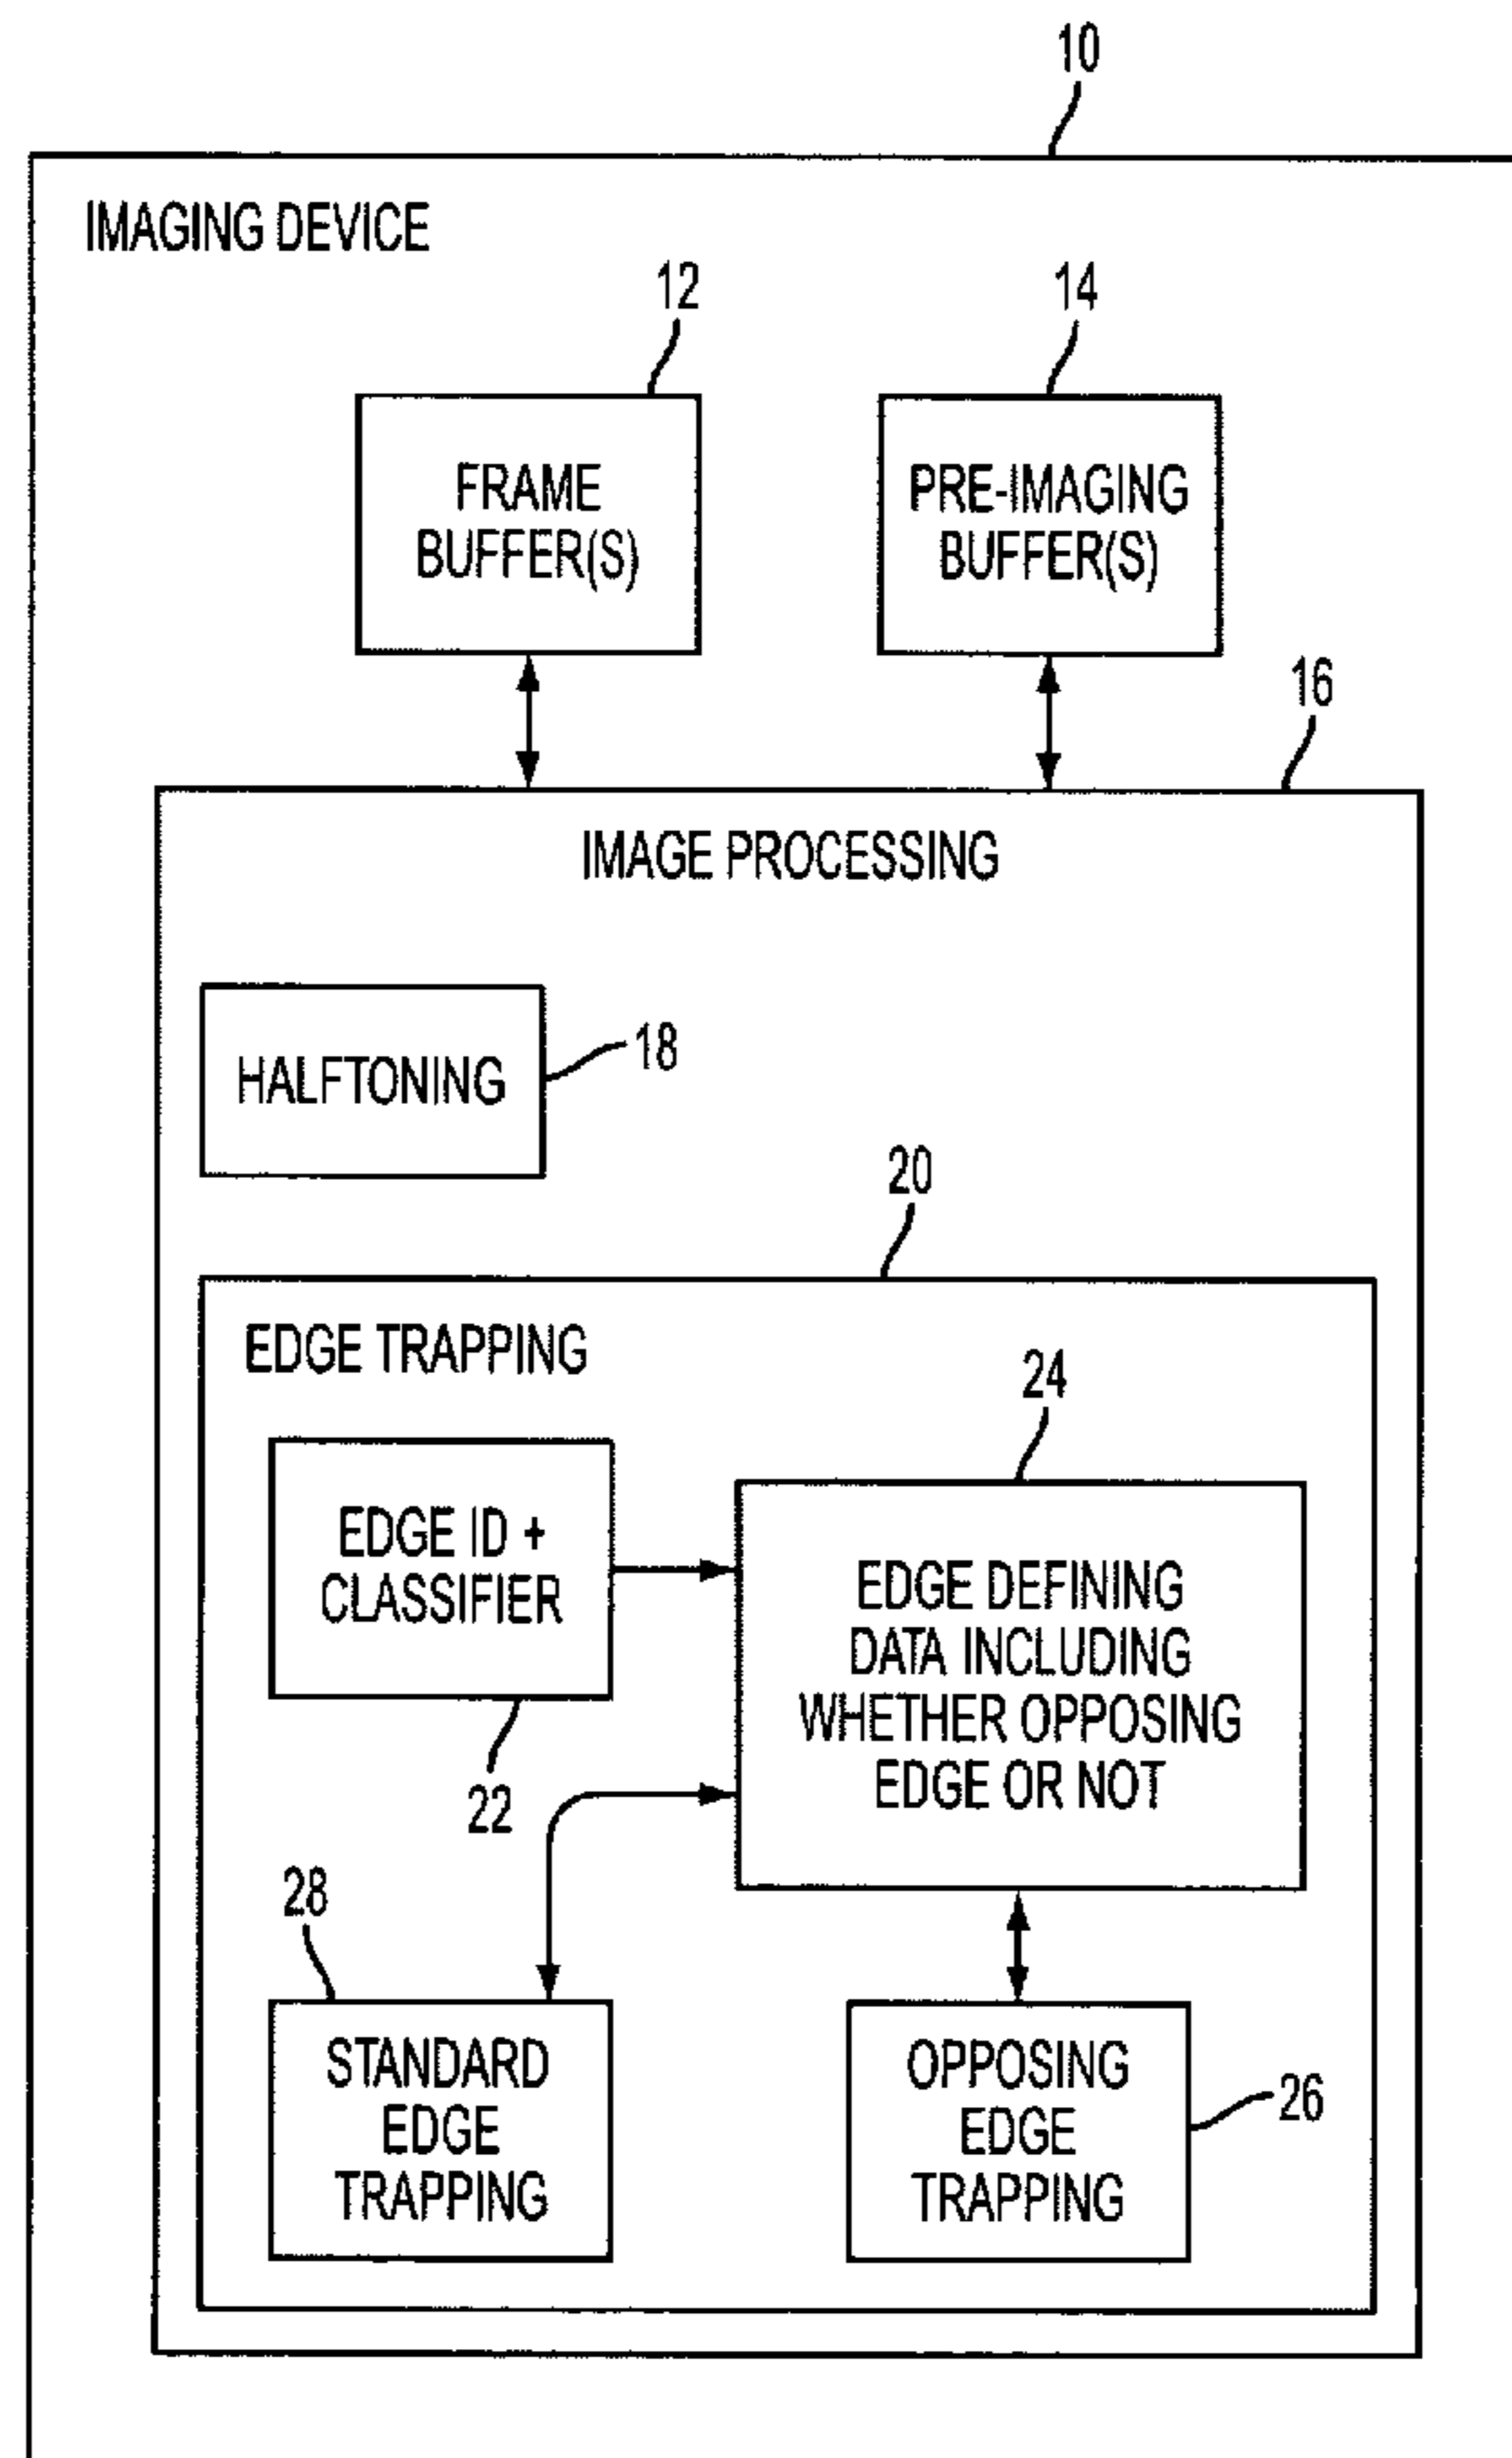 10
IMAGING DEVICE
12
14
FRAME
BUFFER(S)
PRE-IMAGING
BUFFER(S)
16
IMAGE PROCESSING
HALFTONING
18
20
EDGE TRAPPING
24
EDGE ID +
CLASSIFIER
22
EDGE DEFINING
DATA INCLUDING
WHETHER OPPOSING
EDGE OR NOT
28
STANDARD
EDGE
TRAPPING
OPPOSING
EDGE
TRAPPING
26